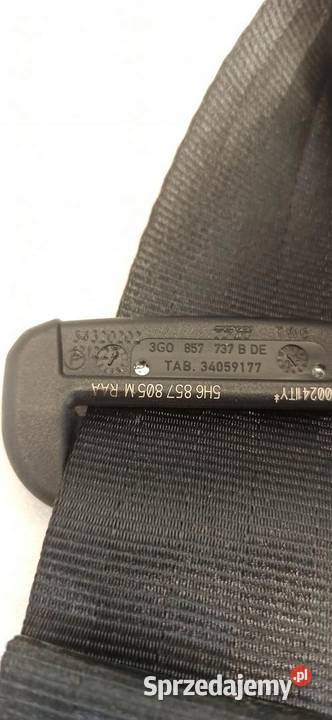 3G0 857 737 B DE
TAB. 34059177
5H6 857 805 M RAA
Sprzedajemy.pl